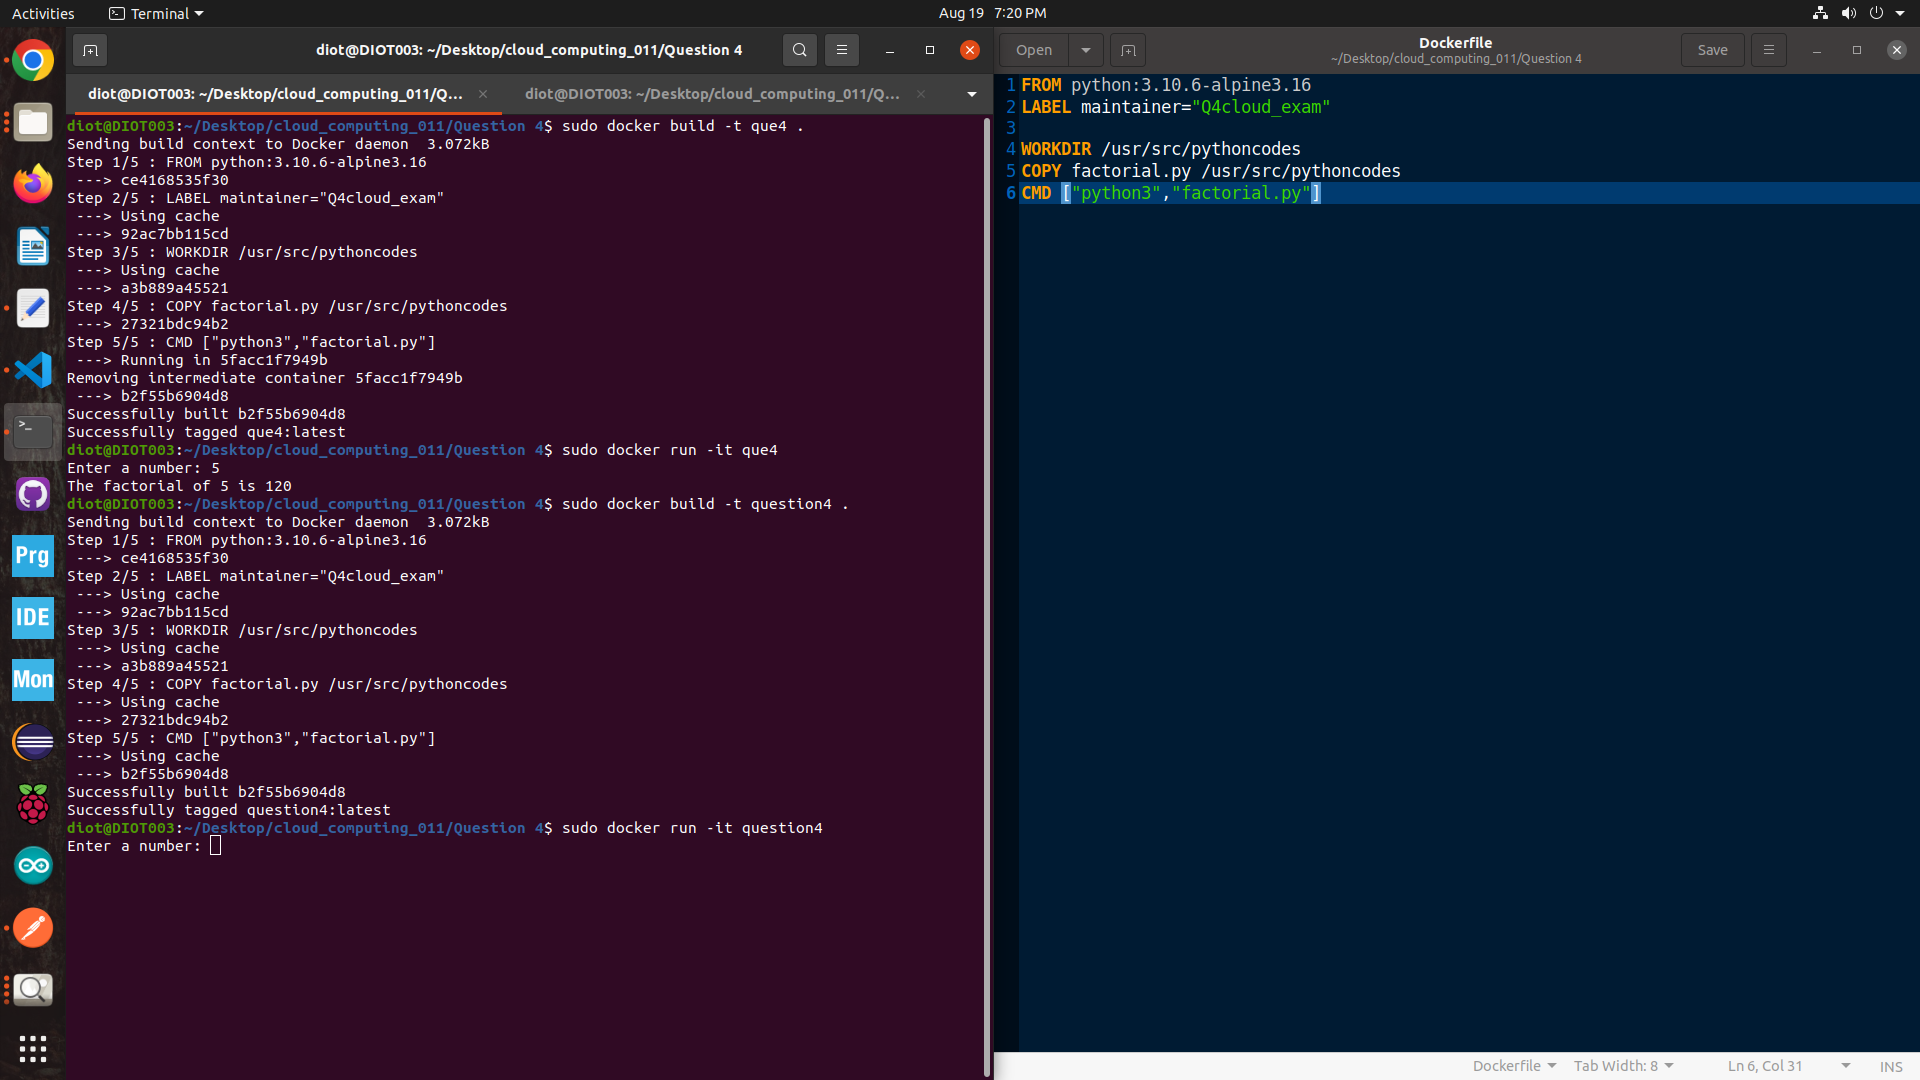 Activities
Terminal
Aug 19 7:20 PM
diot@DIOT003: ~/Desktop/cloud_computing_011/Question 4
diot@DIOT003: ~/Desktop/cloud_computing_011/Q...
diot@DIOT003: ~/Desktop/cloud_computing_011/Q...
diot@DIOT003:~/Desktop/cloud_computing_011/Question 4$ sudo docker build -t que4 .
Sending build context to Docker daemon  3.072kB
Step 1/5 : FROM python:3.10.6-alpine3.16
 ---> ce4168535f30
Step 2/5 : LABEL maintainer="Q4cloud_exam"
 ---> Using cache
 ---> 92ac7bb115cd
Step 3/5 : WORKDIR /usr/src/pythoncodes
 ---> Using cache
 ---> a3b889a45521
Step 4/5 : COPY factorial.py /usr/src/pythoncodes
 ---> 27321bdc94b2
Step 5/5 : CMD ["python3","factorial.py"]
 ---> Running in 5facc1f7949b
Removing intermediate container 5facc1f7949b
 ---> b2f55b6904d8
Successfully built b2f55b6904d8
Successfully tagged que4:latest
diot@DIOT003:~/Desktop/cloud_computing_011/Question 4$ sudo docker run -it que4
Enter a number: 5
The factorial of 5 is 120
diot@DIOT003:~/Desktop/cloud_computing_011/Question 4$ sudo docker build -t question4 .
Sending build context to Docker daemon  3.072kB
Step 1/5 : FROM python:3.10.6-alpine3.16
 ---> ce4168535f30
Step 2/5 : LABEL maintainer="Q4cloud_exam"
 ---> Using cache
 ---> 92ac7bb115cd
Step 3/5 : WORKDIR /usr/src/pythoncodes
 ---> Using cache
 ---> a3b889a45521
Step 4/5 : COPY factorial.py /usr/src/pythoncodes
 ---> Using cache
 ---> 27321bdc94b2
Step 5/5 : CMD ["python3","factorial.py"]
 ---> Using cache
 ---> b2f55b6904d8
Successfully built b2f55b6904d8
Successfully tagged question4:latest
diot@DIOT003:~/Desktop/cloud_computing_011/Question 4$ sudo docker run -it question4
Enter a number:
Prg
IDE
Mon
Open
Dockerfile
~/Desktop/cloud_computing_011/Question 4
Save
1 FROM python:3.10.6-alpine3.16
2 LABEL maintainer="Q4cloud_exam"
3
4 WORKDIR /usr/src/pythoncodes
5 COPY factorial.py /usr/src/pythoncodes
6 CMD ["python3","factorial.py"]
Dockerfile
Tab Width: 8
Ln 6, Col 31
INS